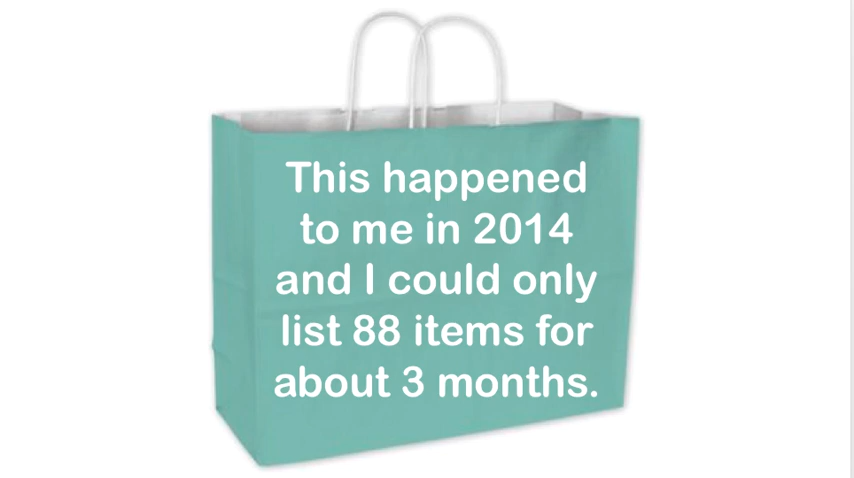 This happened
to me in 2014
and I could only
list 88 items for
about 3 months.